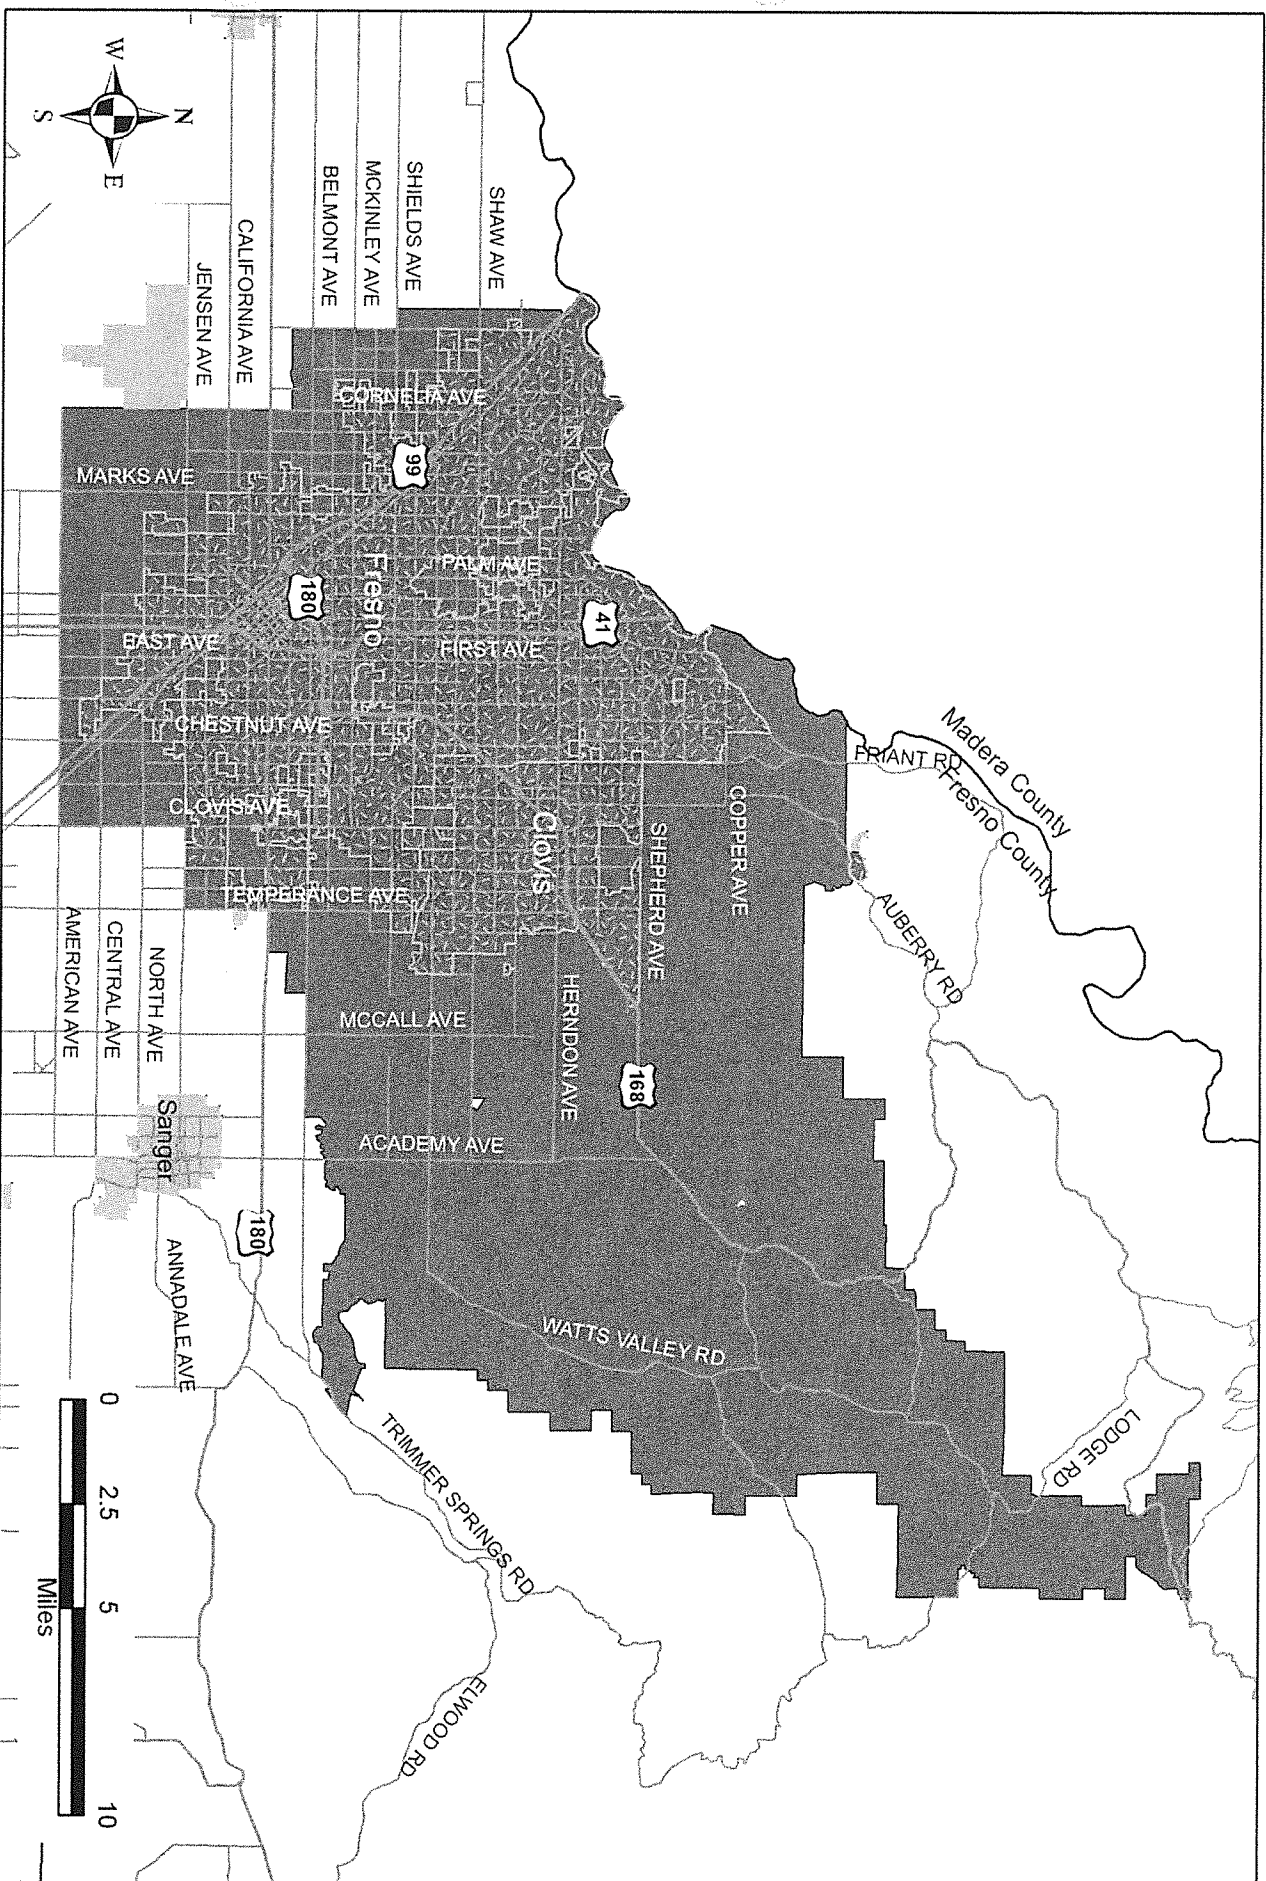 N
W
E
S
SHAW AVE
SHIELDS AVE
MCKINLEY AVE
BELMONT AVE
CALIFORNIA AVE
JENSEN AVE
CORNELIA AVE
99
MARKS AVE
PALM AVE
Fresno
180
41
FIRST AVE
EAST AVE
CHESTNUT AVE
CLOVIS AVE
Clovis
TEMPERANCE AVE
Madera County
Fresno County
FRIANT RD
COPPER AVE
SHEPHERD AVE
AUBERRY RD
HERNDON AVE
MCCALL AVE
168
ACADEMY AVE
NORTH AVE
CENTRAL AVE
AMERICAN AVE
Sanger
180
ANNADALE AVE
WATTS VALLEY RD
LODGE RD
TRIMMER SPRINGS RD
ELWOOD RD
0 2.5 5 10
Miles